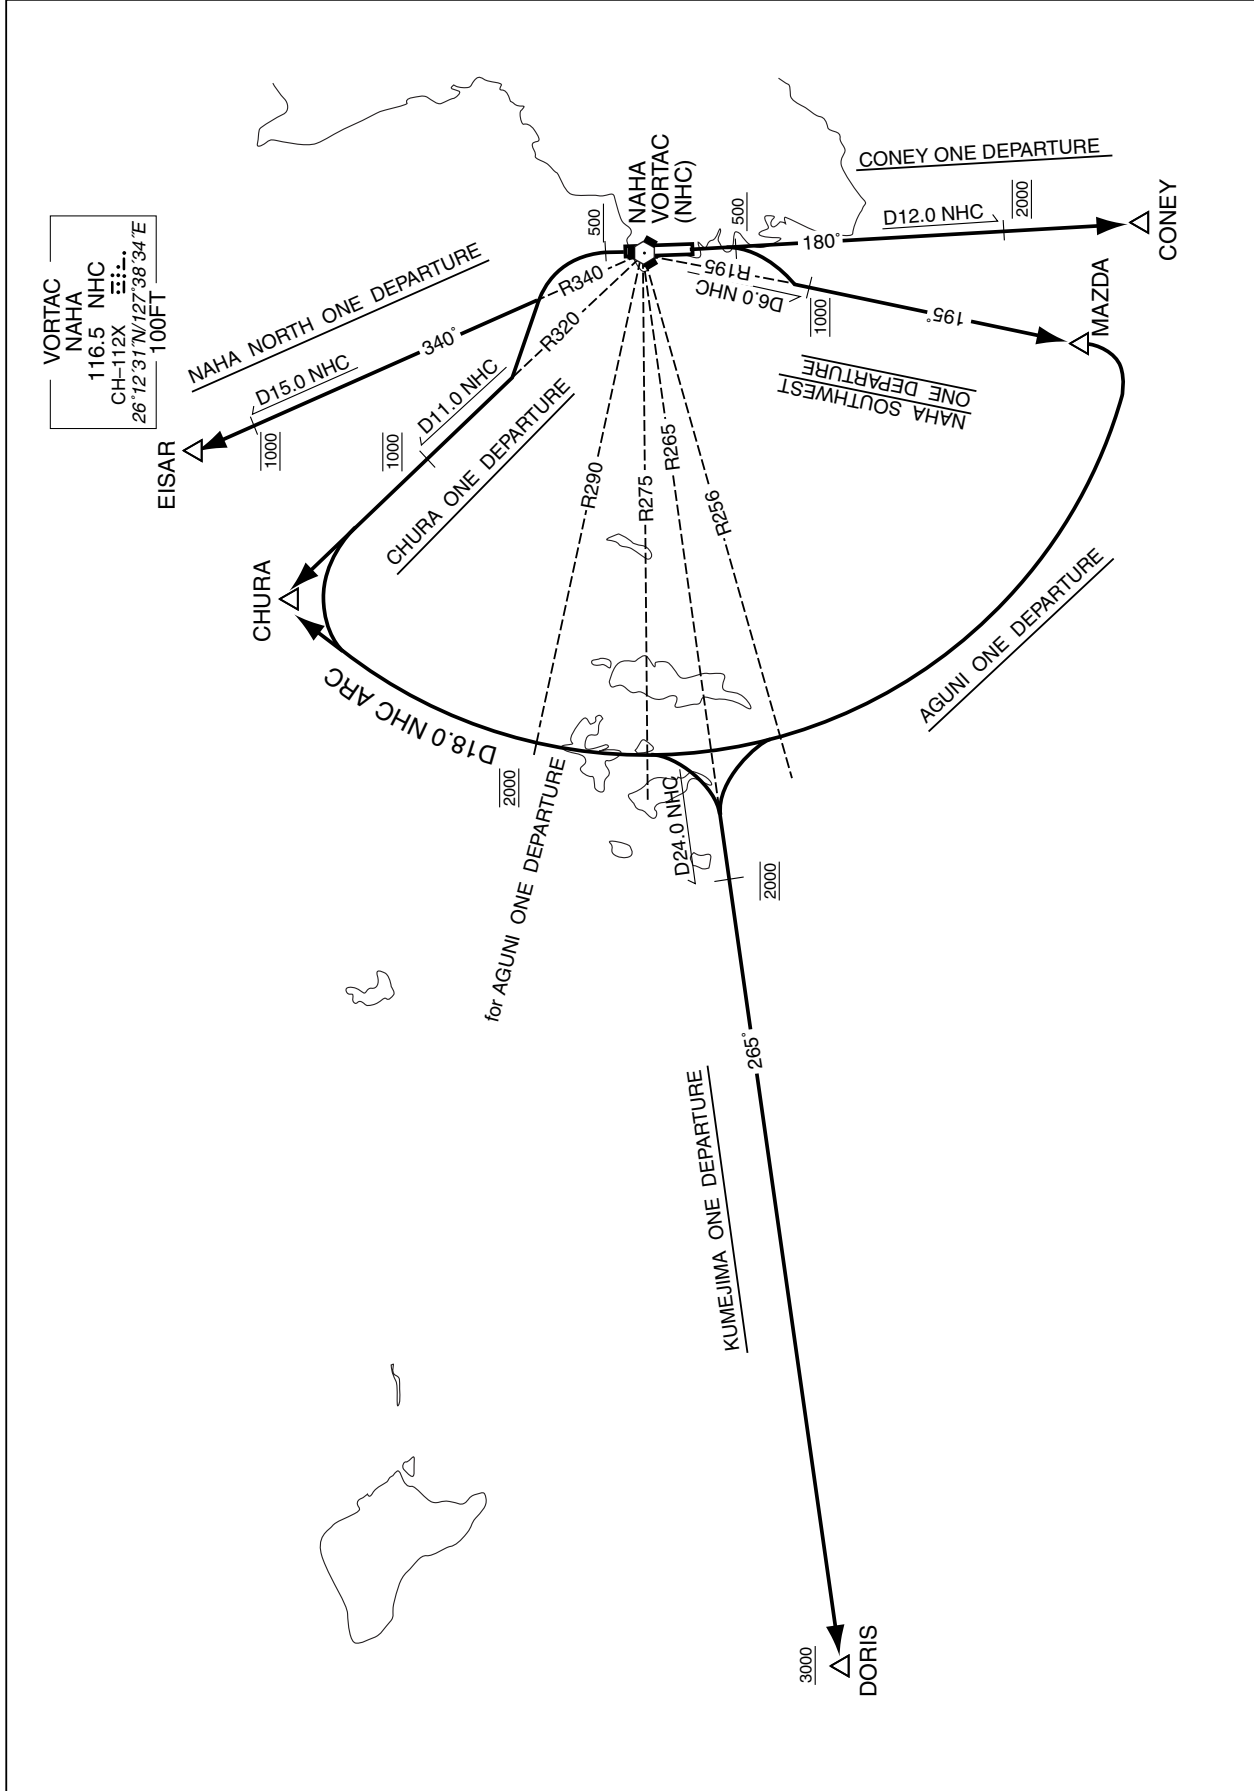 VORTAC
NAHA
116.5 NHC
CH–112X
26°12′31″N/127°38′34″E
100FT
EISAR
NAHA NORTH ONE DEPARTURE
D15.0 NHC
1000
340°
R340
500
NAHA
VORTAC
(NHC)
CHURA
CHURA ONE DEPARTURE
D11.0 NHC
1000
R320
500
CONEY ONE DEPARTURE
D12.0 NHC
2000
180°
CONEY
R195
D6.0 NHC
1000
195°
MAZDA
NAHA SOUTHWEST
ONE DEPARTURE
R290
R275
R265
R256
D18.0 NHC ARC
2000
for AGUNI ONE DEPARTURE
AGUNI ONE DEPARTURE
D24.0 NHC
2000
265°
KUMEJIMA ONE DEPARTURE
3000
DORIS